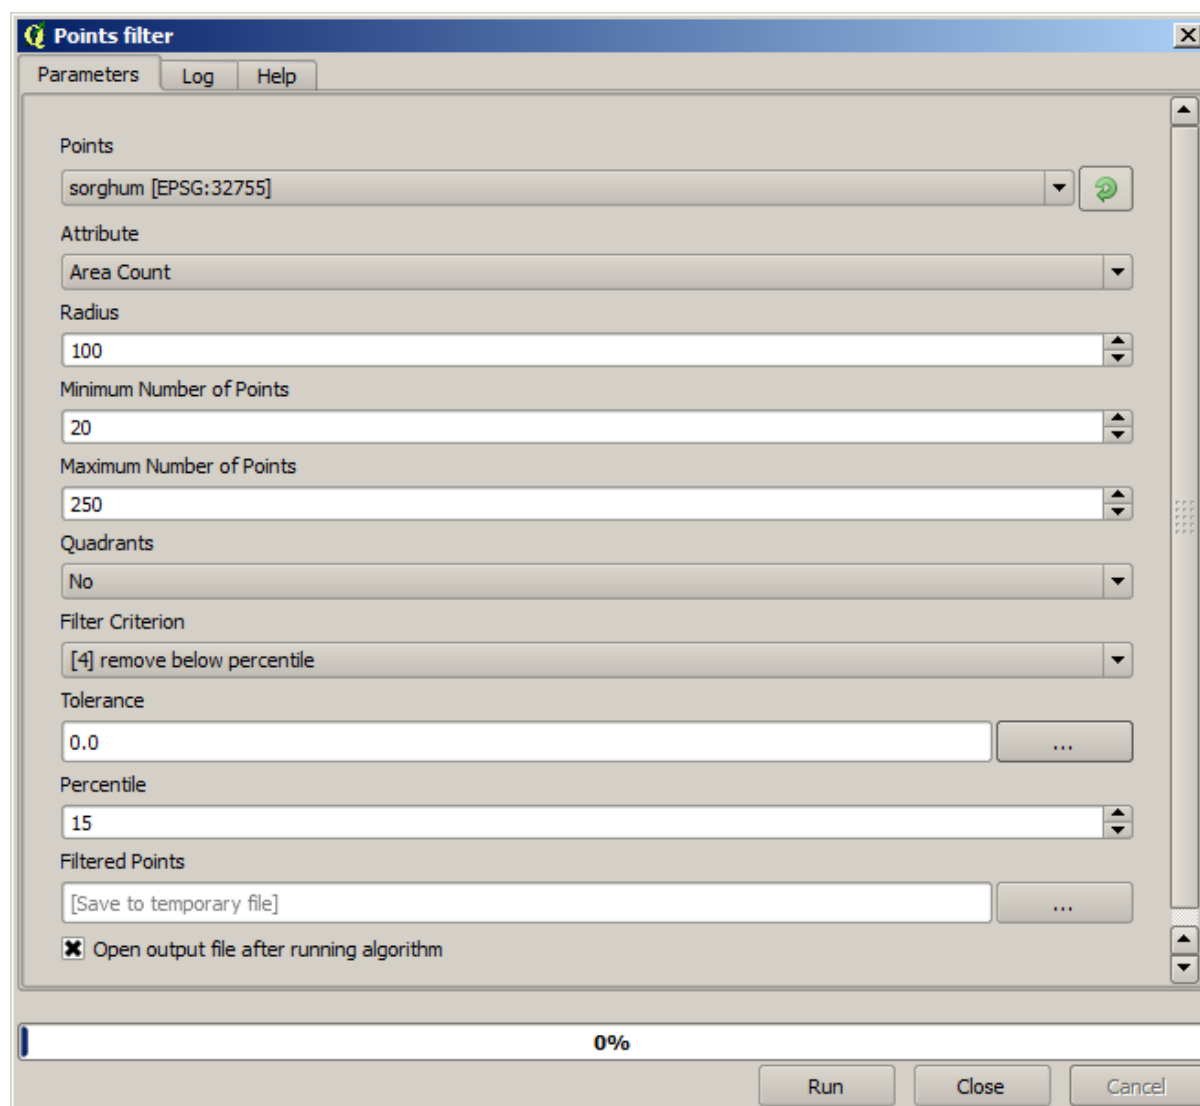 Points filter
Parameters Log Help
Points
sorghum [EPSG:32755]
Attribute
Area Count
Radius
100
Minimum Number of Points
20
Maximum Number of Points
250
Quadrants
No
Filter Criterion
[4] remove below percentile
Tolerance
0.0 ...
Percentile
15
Filtered Points
[Save to temporary file] ...
Open output file after running algorithm
0%
Run Close Cancel